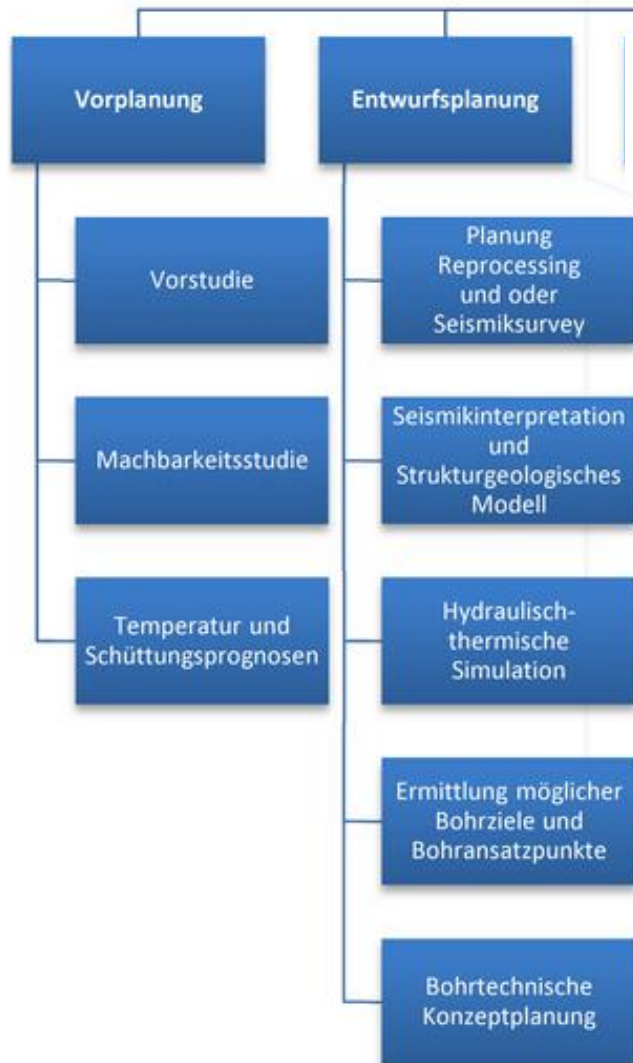 Vorplanung
Entwurfsplanung
Vorstudie
Machbarkeitsstudie
Temperatur und
Schüttungsprognosen
Planung
Reprocessing
und oder
Seismiksurvey
Seismikinterpretation
und
Strukturgeologisches
Modell
Hydraulisch-
thermische
Simulation
Ermittlung möglicher
Bohrziele und
Bohransatzpunkte
Bohrtechnische
Konzeptplanung